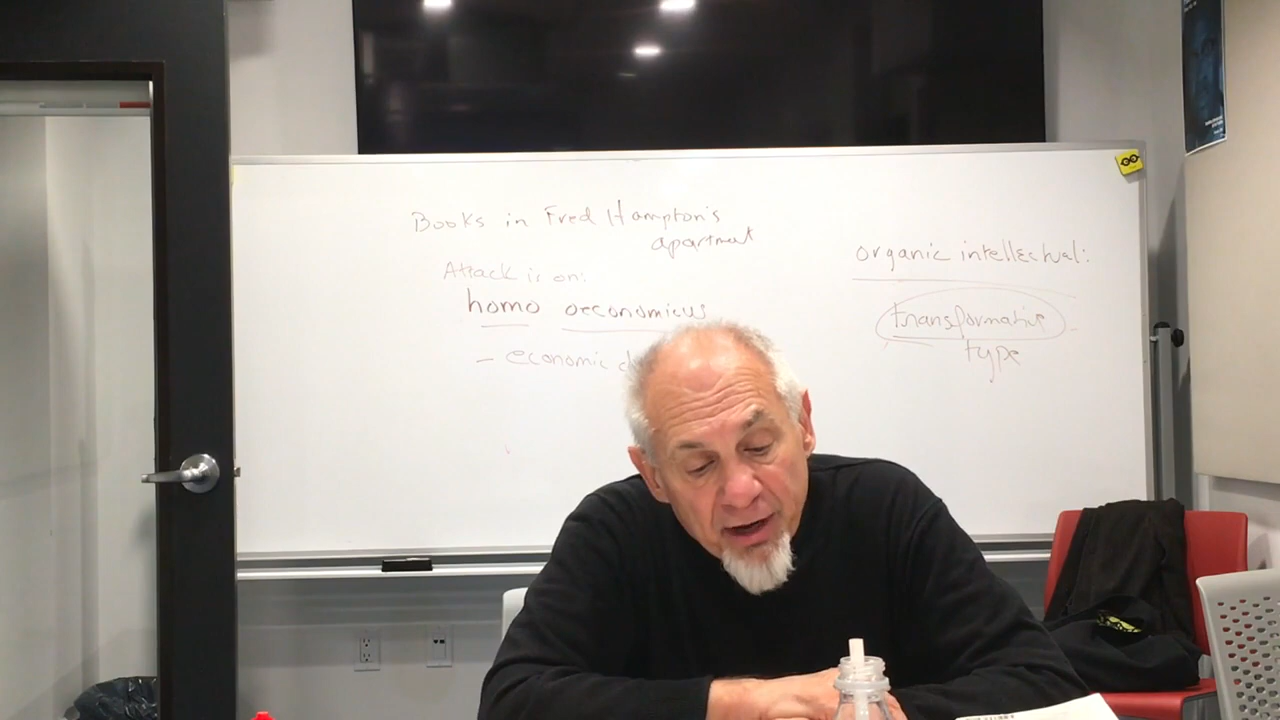 Books in Fred Hampton's
apartment
Attack is on:
homo oeconomicus
- economic
organic intellectual:
transformative
type